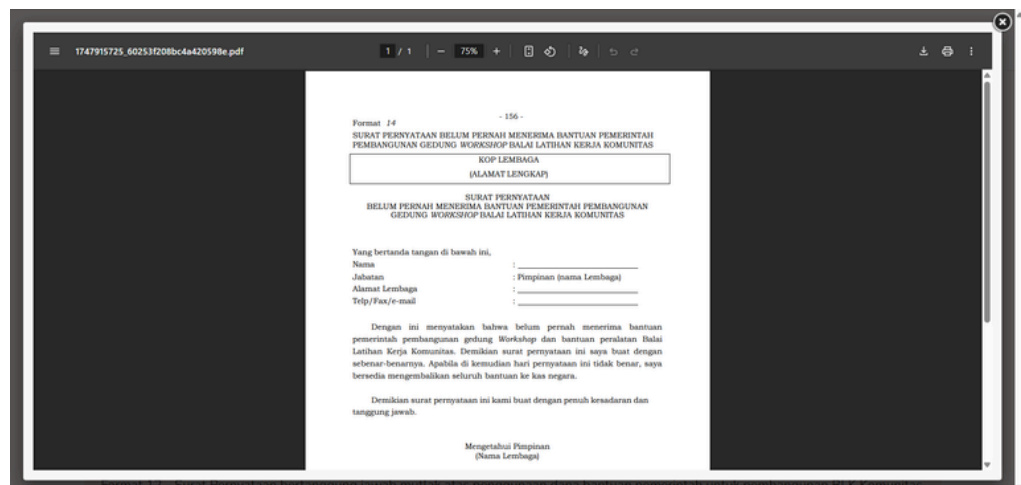 1747915725_60253f208bc4a420598e.pdf
1 / 1
75%
- 156 -
Format 14
SURAT PERNYATAAN BELUM PERNAH MENERIMA BANTUAN PEMERINTAH
PEMBANGUNAN GEDUNG WORKSHOP BALAI LATIHAN KERJA KOMUNITAS
KOP LEMBAGA
(ALAMAT LENGKAP)
SURAT PERNYATAAN
BELUM PERNAH MENERIMA BANTUAN PEMERINTAH PEMBANGUNAN
GEDUNG WORKSHOP BALAI LATIHAN KERJA KOMUNITAS
Yang bertanda tangan di bawah ini,
Nama :
Jabatan : Pimpinan (nama Lembaga)
Alamat Lembaga :
Telp/Fax/e-mail :
Dengan ini menyatakan bahwa belum pernah menerima bantuan
pemerintah pembangunan gedung Workshop dan bantuan peralatan Balai
Latihan Kerja Komunitas. Demikian surat pernyataan ini saya buat dengan
sebenar-benarnya. Apabila di kemudian hari pernyataan ini tidak benar, saya
bersedia mengembalikan seluruh bantuan ke kas negara.
Demikian surat pernyataan ini kami buat dengan penuh kesadaran dan
tanggung jawab.
Mengetahui Pimpinan
(Nama Lembaga)